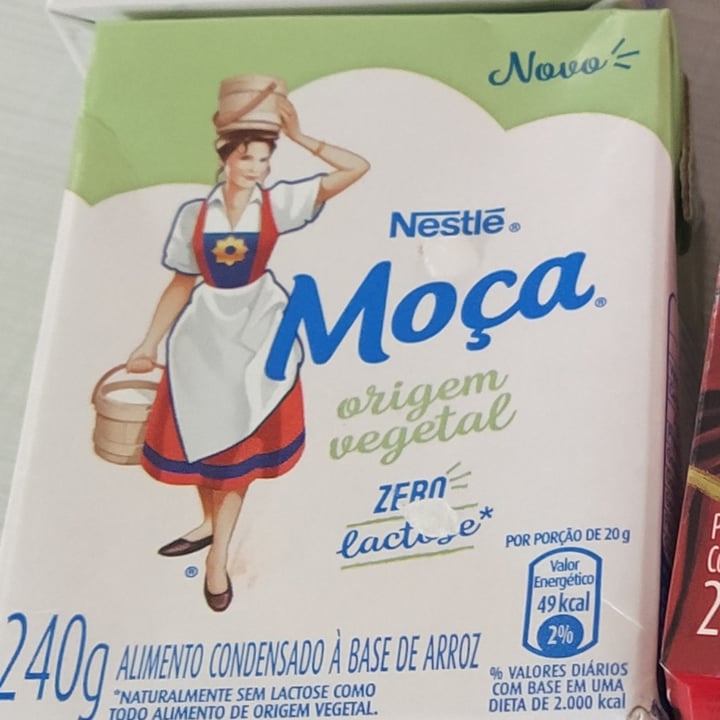 Novo
Nestlé®
Moça®
origem
vegetal
ZERO
lactose*
POR PORÇÃO DE 20 g
Valor
Energético
49 kcal
2%
®
240g ALIMENTO CONDENSADO À BASE DE ARROZ
*NATURALMENTE SEM LACTOSE COMO
TODO ALIMENTO DE ORIGEM VEGETAL.
% VALORES DIÁRIOS
COM BASE EM UMA
DIETA DE 2.000 kcal